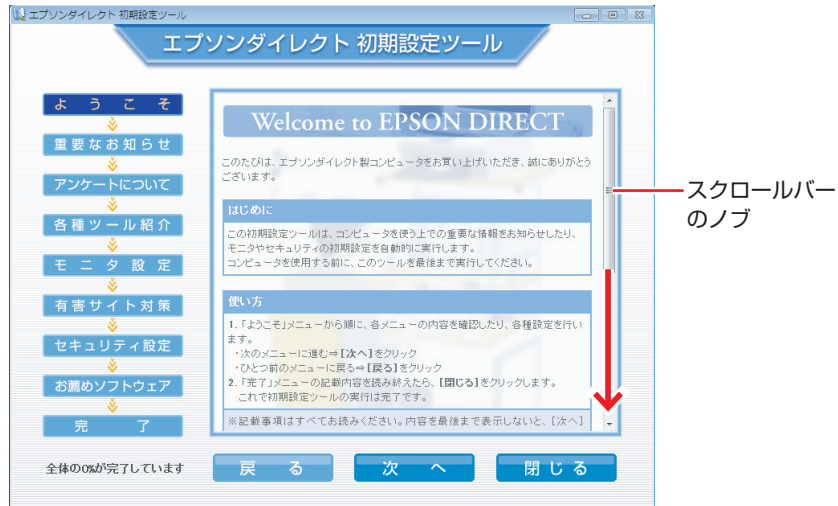 エプソンダイレクト 初期設定ツール
エプソンダイレクト 初期設定ツール
ようこそ
重要なお知らせ
アンケートについて
各種ツール紹介
モニタ設定
有害サイト対策
セキュリティ設定
お薦めソフトウェア
完了
Welcome to EPSON DIRECT
このたびは、エプソンダイレクト製コンピュータをお買い上げいただき、誠にありがとう
ございます。
はじめに
この初期設定ツールは、コンピュータを使う上での重要な情報をお知らせしたり、
モニタやセキュリティの初期設定を自動的に実行します。
コンピュータを使用する前に、このツールを最後まで実行してください。
使い方
1.「ようこそ」メニューから順に、各メニューの内容を確認したり、各種設定を行い
ます。
・次のメニューに進む⇒[次へ]をクリック
・ひとつ前のメニューに戻る⇒[戻る]をクリック
2.「完了」メニューの記載内容を読み終えたら、[閉じる]をクリックします。
これで初期設定ツールの実行は完了です。
※記載事項はすべてお読みください。内容を最後まで表示しないと、[次へ]
スクロールバー
のノブ
全体の0%が完了しています
戻る
次へ
閉じる